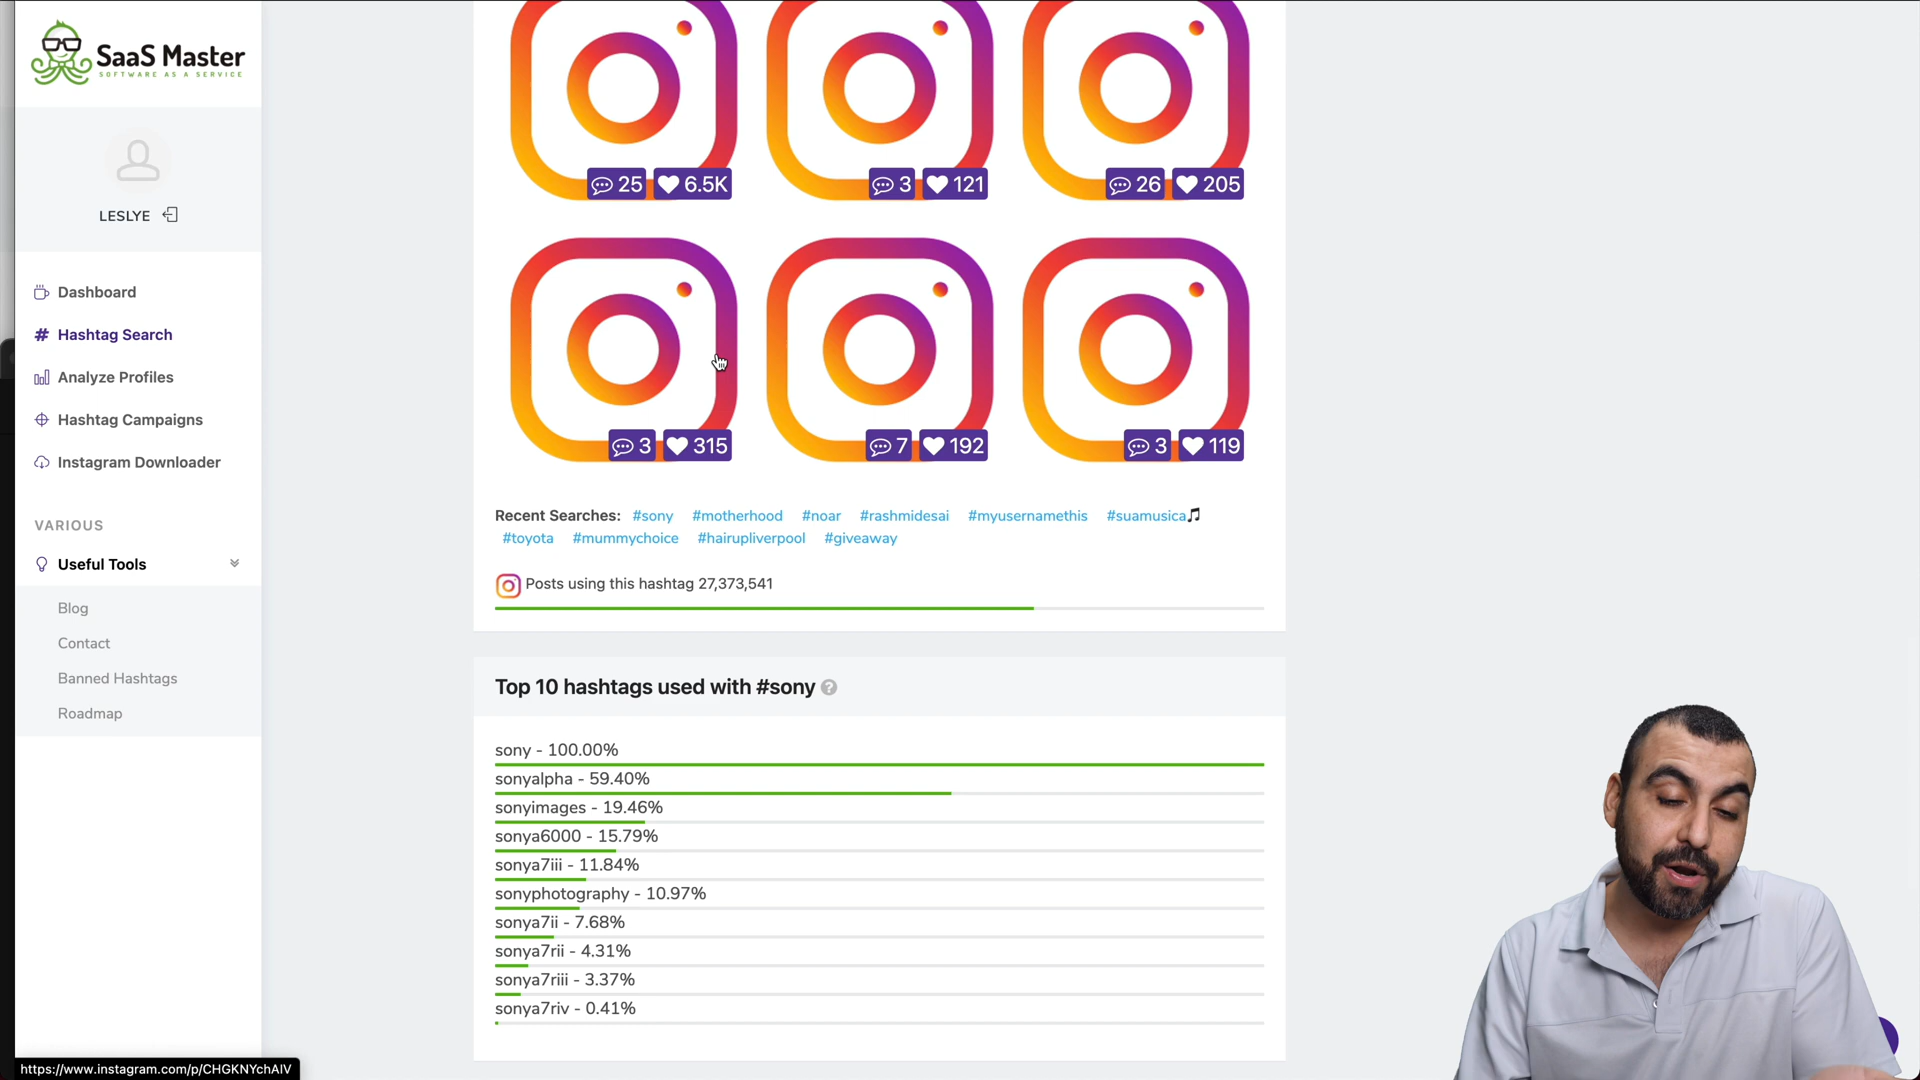 SaaS Master
SOFTWARE AS A SERVICE
LESLYE
Dashboard
Hashtag Search
Analyze Profiles
Hashtag Campaigns
Instagram Downloader
VARIOUS
Useful Tools
Blog
Contact
Banned Hashtags
Roadmap
25 6.5K
3 121
26 205
3 315
7 192
3 119
Recent Searches: #sony #motherhood #noar #rashmidesai #myusernamethis #suamusica🎵
#toyota #mummychoice #hairupliverpool #giveaway
Posts using this hashtag 27,373,541
Top 10 hashtags used with #sony ?
sony - 100.00%
sonyalpha - 59.40%
sonyimages - 19.46%
sonya6000 - 15.79%
sonya7iii - 11.84%
sonyphotography - 10.97%
sonya7ii - 7.68%
sonya7rii - 4.31%
sonya7riii - 3.37%
sonya7riv - 0.41%
https://www.instagram.com/p/CHGKNYchAIV